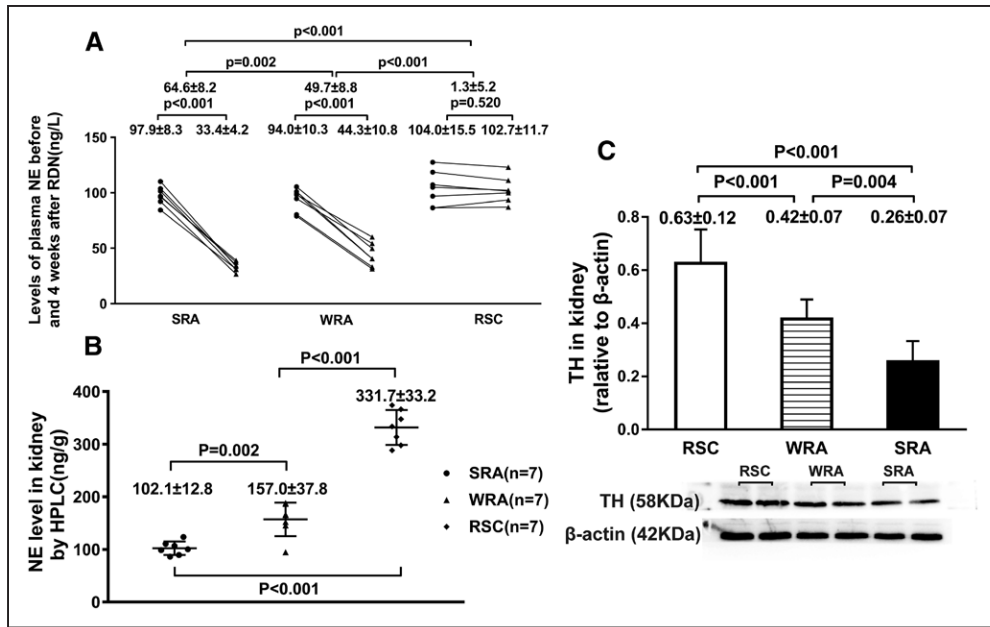 A
p<0.001
p=0.002
p<0.001
64.6±8.2
49.7±8.8
1.3±5.2
p<0.001
p<0.001
p=0.520
97.9±8.3 33.4±4.2
94.0±10.3 44.3±10.8
104.0±15.5 102.7±11.7
Levels of plasma NE before
and 4 weeks after RDN(ng/L)
150
100
50
0
SRA WRA RSC
B
P<0.001
331.7±33.2
P=0.002
102.1±12.8
157.0±37.8
P<0.001
NE level in kidney
by HPLC(ng/g)
400
300
200
100
0
SRA(n=7)
WRA(n=7)
RSC(n=7)
C
P<0.001
P<0.001
P=0.004
0.63±0.12 0.42±0.07 0.26±0.07
TH in kidney
(ralative to β-actin)
0.8
0.6
0.4
0.2
0.0
RSC WRA SRA
RSC WRA SRA
TH (58KDa)
β-actin (42KDa)